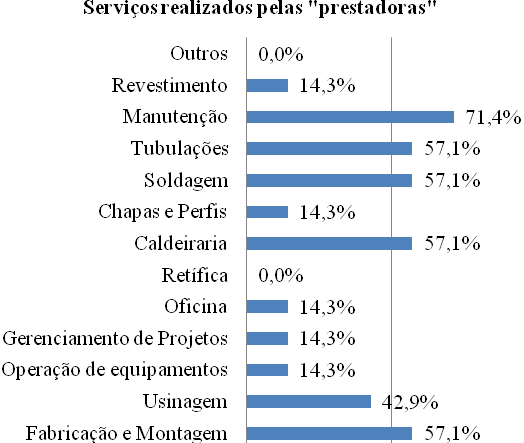 Serviços realizados pelas "prestadoras"
Outros 0,0%
Revestimento 14,3%
Manutenção 71,4%
Tubulações 57,1%
Soldagem 57,1%
Chapas e Perfis 14,3%
Caldeiraria 57,1%
Retífica 0,0%
Oficina 14,3%
Gerenciamento de Projetos 14,3%
Operação de equipamentos 14,3%
Usinagem 42,9%
Fabricação e Montagem 57,1%